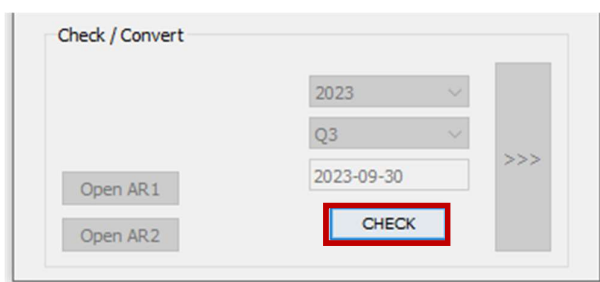 Check / Convert
2023
Q3
2023-09-30
>>>
Open AR1
CHECK
Open AR2